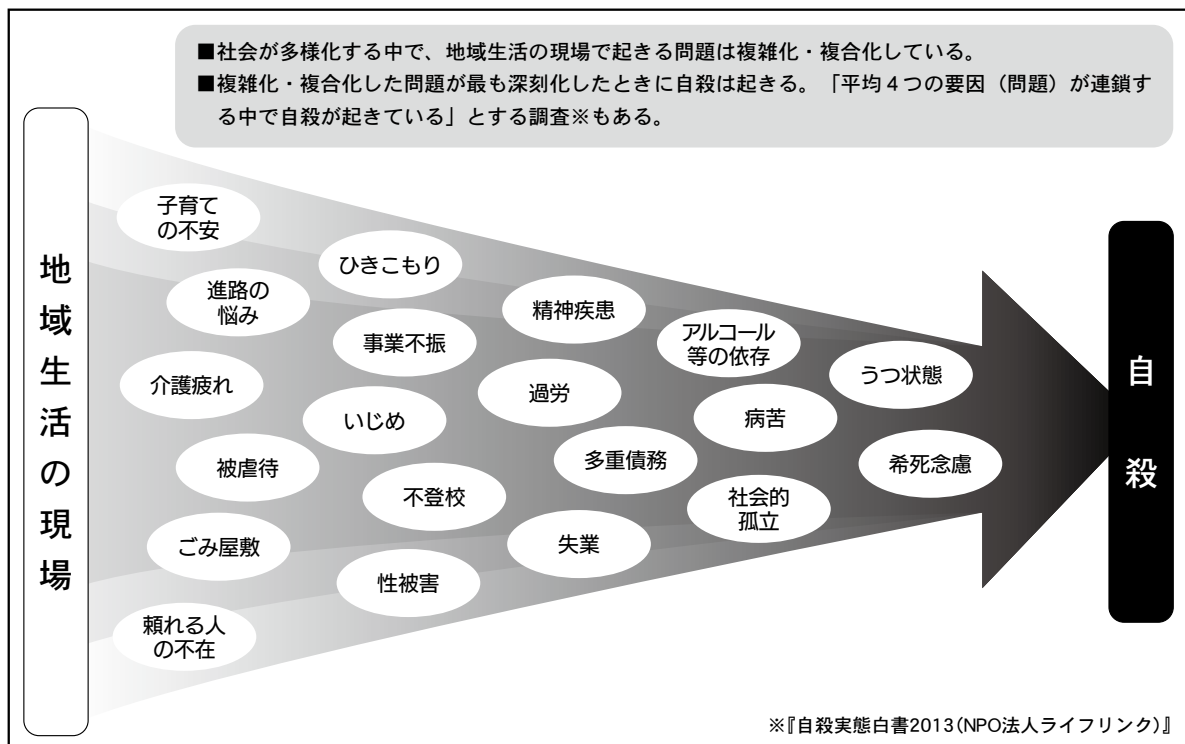 ■社会が多様化する中で、地域生活の現場で起きる問題は複雑化・複合化している。
■複雑化・複合化した問題が最も深刻化したときに自殺は起きる。「平均4つの要因（問題）が連鎖す
る中で自殺が起きている」とする調査※もある。
地域生活の現場
子育て
の不安
進路の
悩み
介護疲れ
被虐待
ごみ屋敷
頼れる人
の不在
ひきこもり
事業不振
いじめ
不登校
性被害
精神疾患
過労
多重債務
失業
アルコール
等の依存
病苦
社会的
孤立
うつ状態
希死念慮
自殺
※『自殺実態白書2013(NPO法人ライフリンク)』